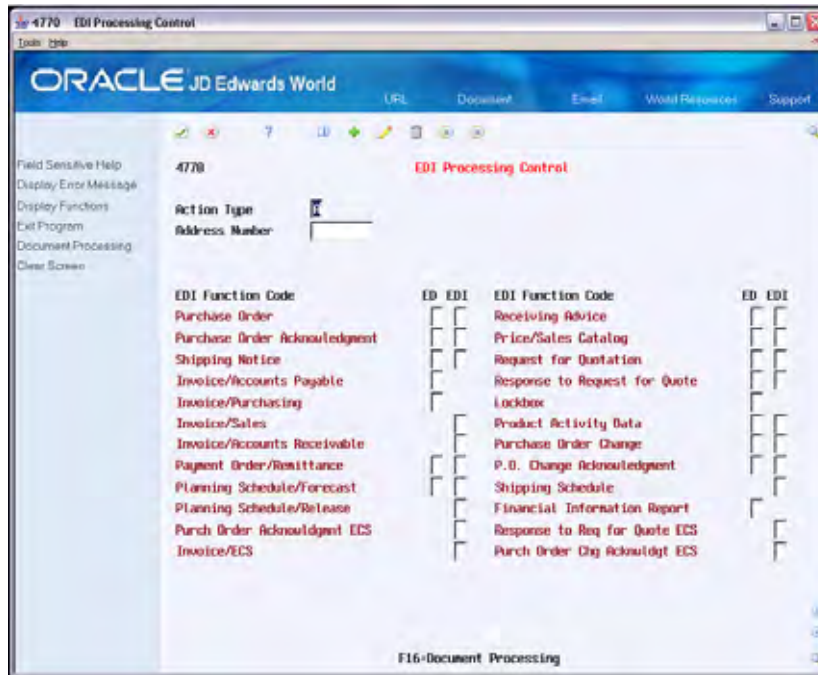 4770 EDI Processing Control
Tools Help
ORACLE JD Edwards World
URL Document Email World Resources Support
Field Sensitive Help
Display Error Message
Display Functions
Exit Program
Document Processing
Clear Screen
4770 EDI Processing Control
Action Type I
Address Number
EDI Function Code ED EDI EDI Function Code ED EDI
Purchase Order Receiving Advice
Purchase Order Acknowledgment Price/Sales Catalog
Shipping Notice Request for Quotation
Invoice/Accounts Payable Response to Request for Quote
Invoice/Purchasing Lockbox
Invoice/Sales Product Activity Data
Invoice/Accounts Receivable Purchase Order Change
Payment Order/Remittance P.O. Change Acknowledgment
Planning Schedule/Forecast Shipping Schedule
Planning Schedule/Release Financial Information Report
Purch Order Acknouldgmnt ECS Response to Req for Quote ECS
Invoice/ECS Purch Order Chg Acknuldgt ECS
F16=Document Processing